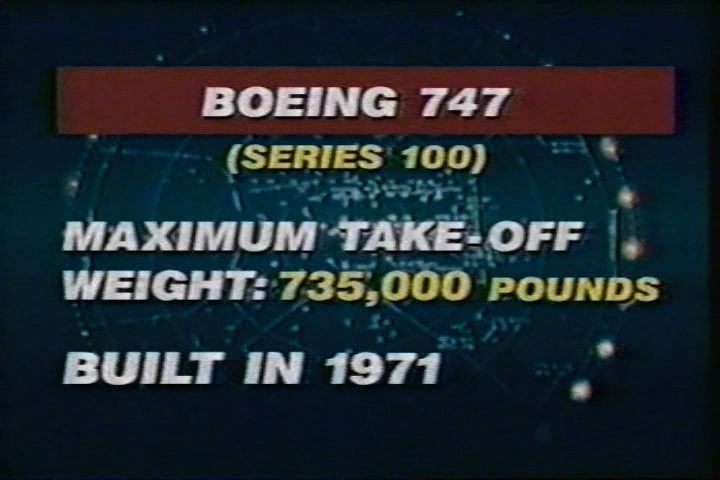 BOEING 747
(SERIES 100)
MAXIMUM TAKE-OFF
WEIGHT: 735,000 POUNDS
BUILT IN 1971